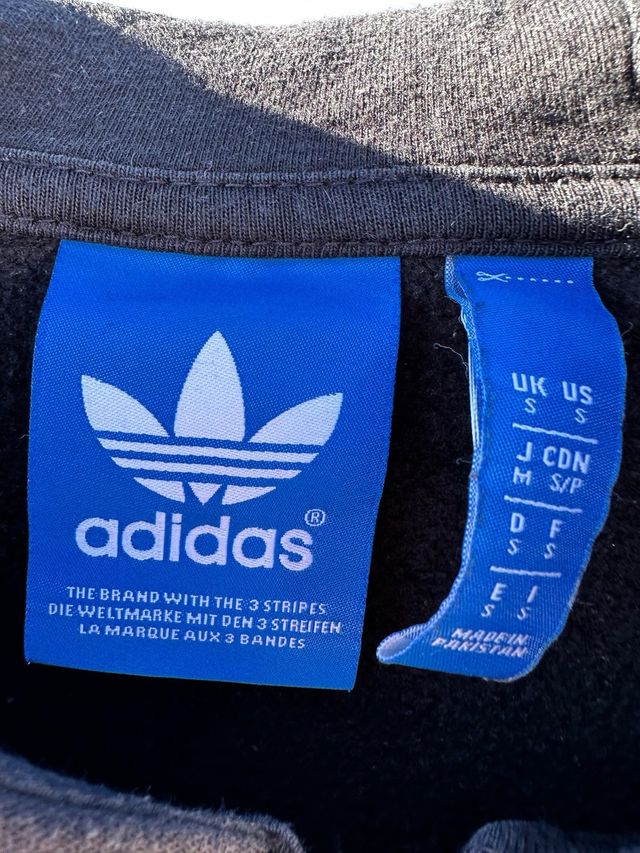 adidas®
THE BRAND WITH THE 3 STRIPES
DIE WELTMARKE MIT DEN 3 STREIFEN
LA MARQUE AUX 3 BANDES
UK US
S S
J CDN
M S/P
D F
S S
E I
S S
MADE IN
PAKISTAN